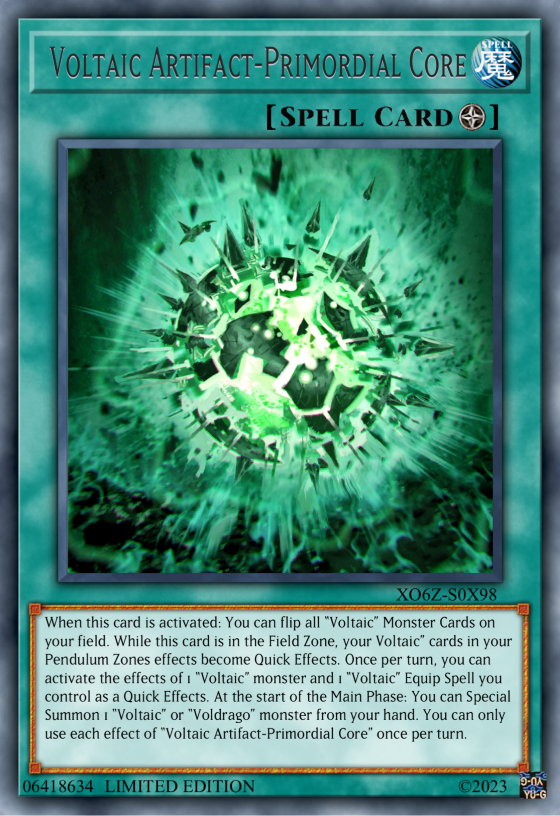 VOLTAIC ARTIFACT-PRIMORDIAL CORE
SPELL
魔
[SPELL CARD]
XO6Z-S0X98
When this card is activated: You can flip all "Voltaic" Monster Cards on
your field. While this card is in the Field Zone, your Voltaic" cards in your
Pendulum Zones effects become Quick Effects. Once per turn, you can
activate the effects of 1 "Voltaic" monster and 1 "Voltaic" Equip Spell you
control as a Quick Effects. At the start of the Main Phase: You can Special
Summon 1 "Voltaic" or "Voldrago" monster from your hand. You can only
use each effect of "Voltaic Artifact-Primordial Core" once per turn.
06418634 LIMITED EDITION
©2023
YU-G
YU-G